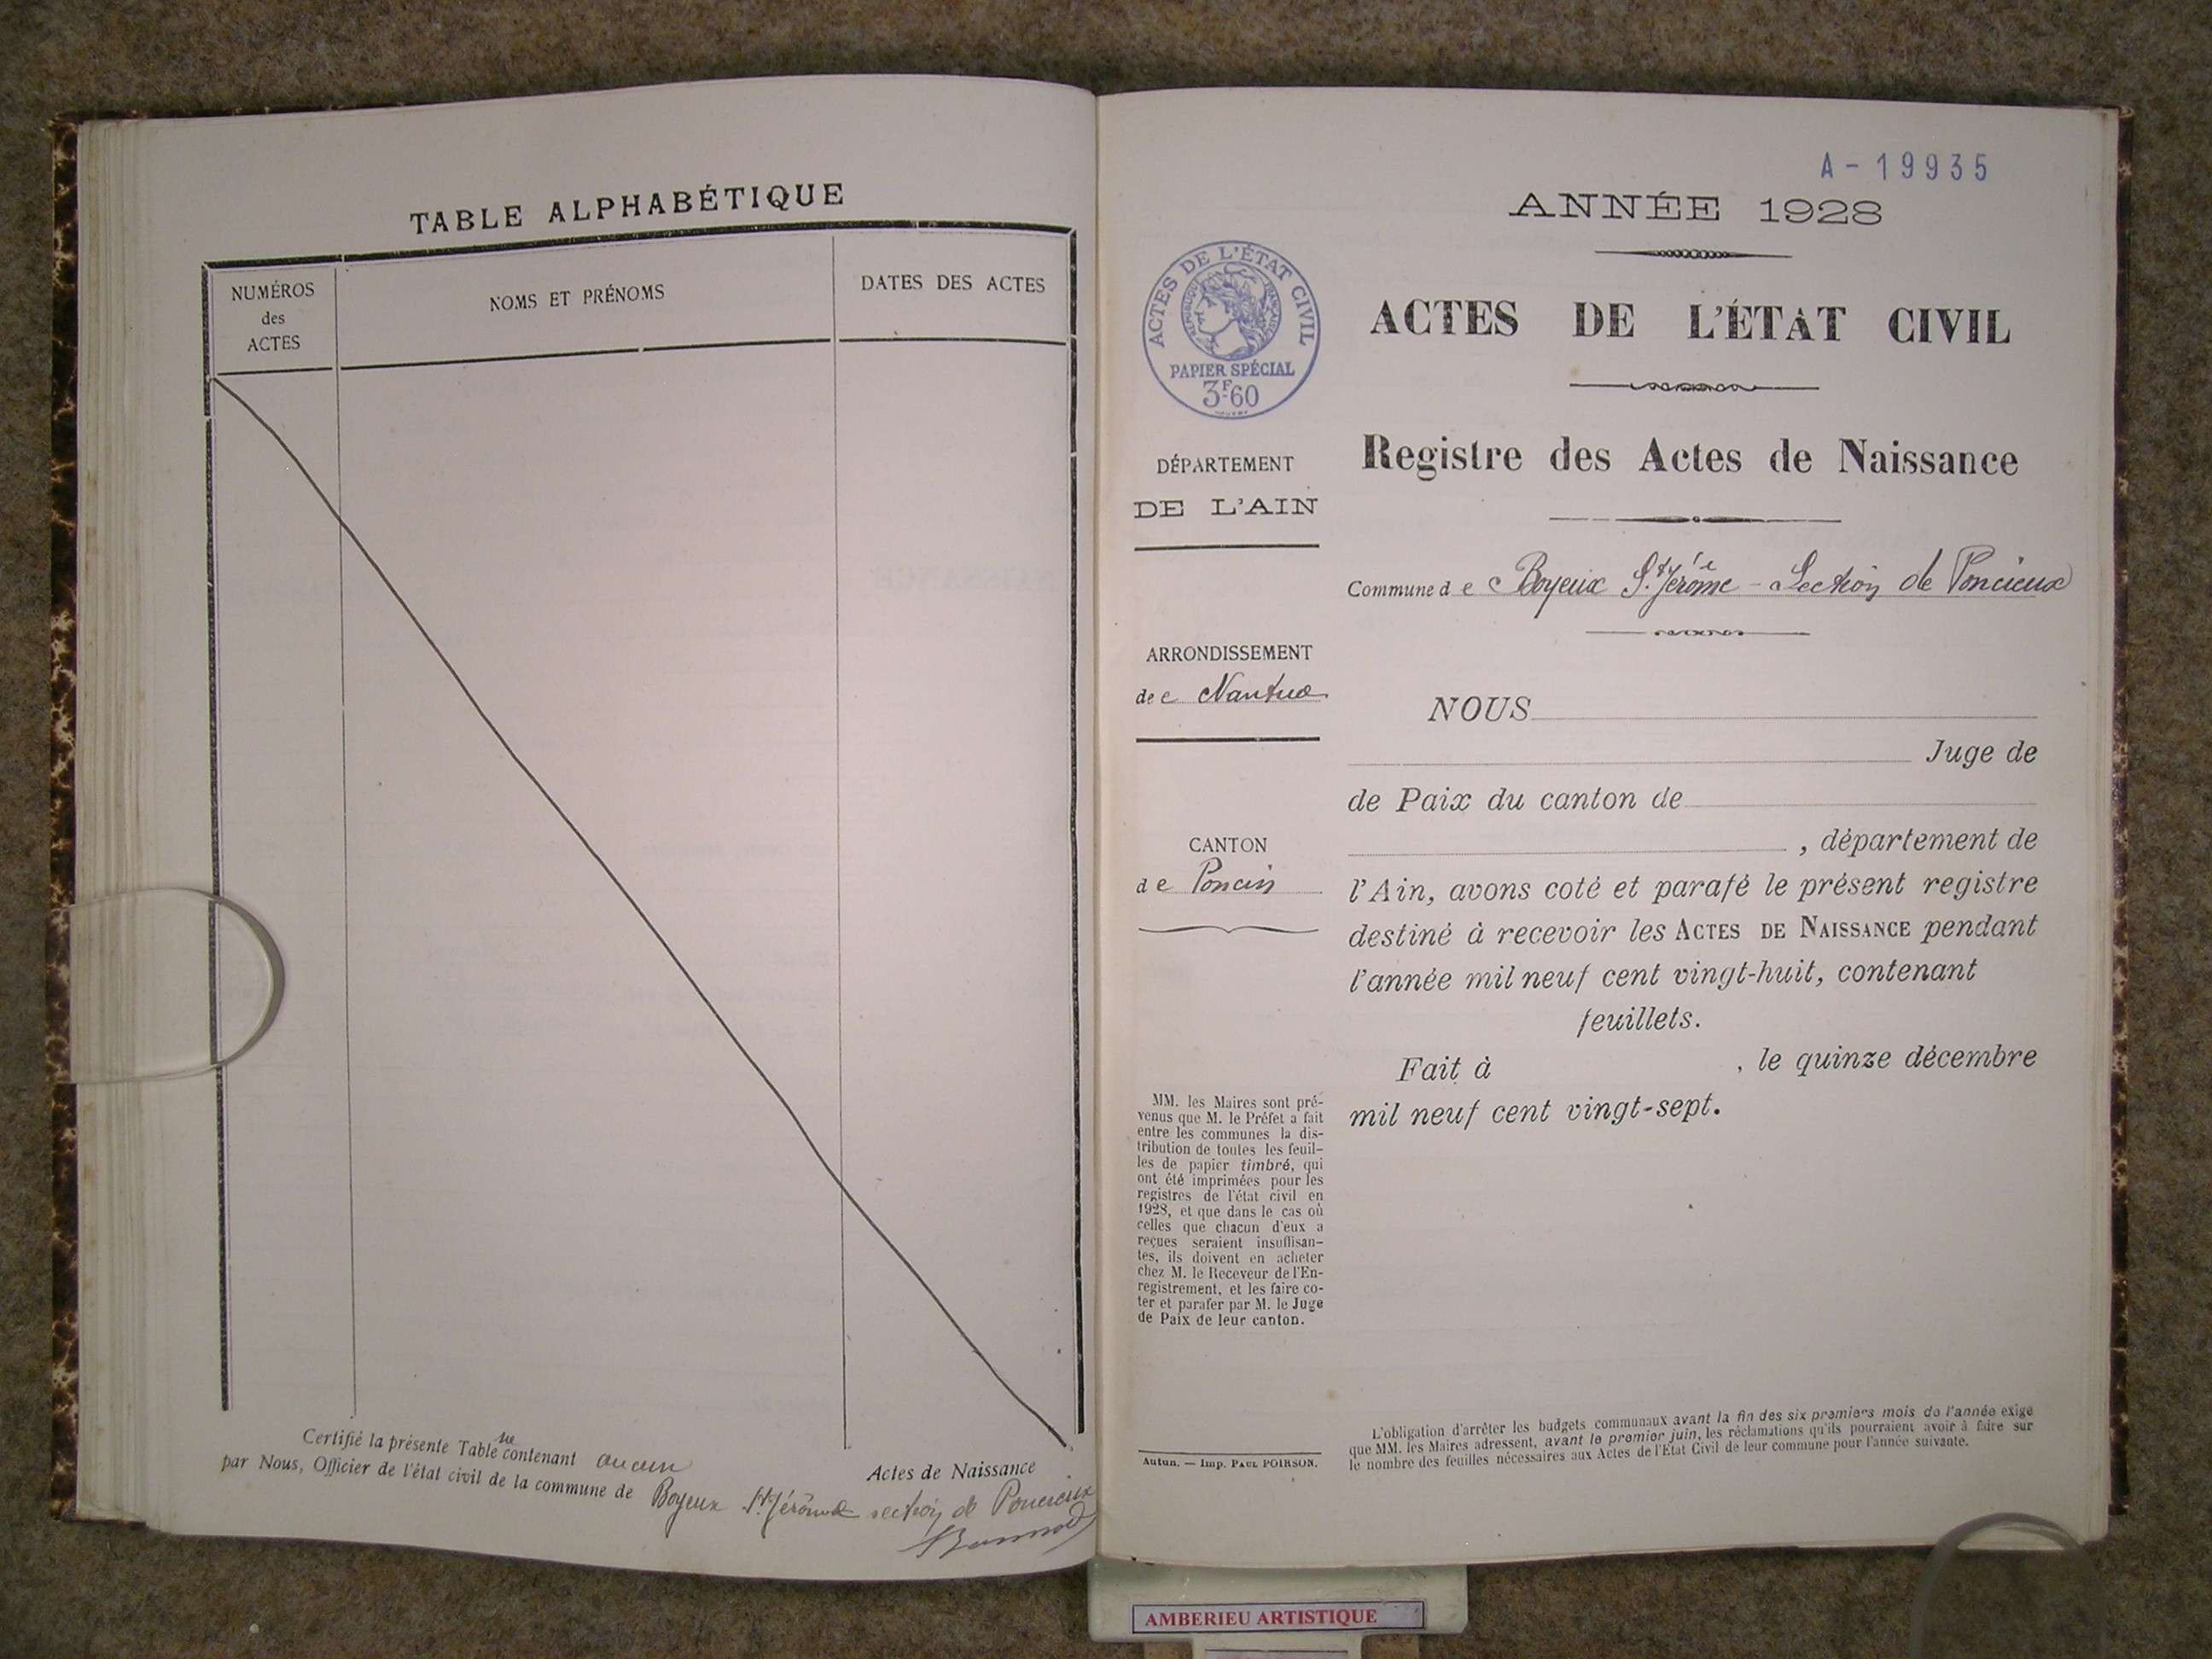 TABLE ALPHABÉTIQUE
NUMÉROS
des
ACTES
NOMS ET PRÉNOMS
DATES DES ACTES
Certifié la présente Table ne contenant aucun Actes de Naissance
par Nous, Officier de l'état civil de la commune de Boyeux St. Jérôme section de Poncieux
A - 19935
ANNÉE 1928
ACTES DE L'ÉTAT CIVIL
RÉPUBLIQUE FRANÇAISE
PAPIER SPÉCIAL
3F.60
ACTES DE L'ÉTAT CIVIL
Registre des Actes de Naissance
DÉPARTEMENT
DE L'AIN
Commune de Boyeux St. Jérôme - Section de Poncieux
ARRONDISSEMENT
de Nantua
CANTON
de Poncin
NOUS
Juge de
de Paix du canton de
, département de
l'Ain, avons coté et parafé le présent registre
destiné à recevoir les ACTES DE NAISSANCE pendant
l'année mil neuf cent vingt-huit, contenant
feuillets.
Fait à , le quinze décembre
mil neuf cent vingt-sept.
MM. les Maires sont pré-
venus que M. le Préfet a fait
entre les communes la dis-
tribution de toutes les feuil-
les de papier timbré, qui
ont été imprimées pour les
registres de l'état civil en
1928, et que dans le cas où
celles que chacun d'eux a
reçues seraient insuffisan-
tes, ils doivent en acheter
chez M. le Receveur de l'En-
registrement, et les faire co-
ter et parafer par M. le Juge
de Paix de leur canton.
Autun. — Imp. PAUL POIRSON.
L'obligation d'arrêter les budgets communaux avant la fin des six premiers mois de l'année exige
que MM. les Maires adressent, avant le premier juin, les réclamations qu'ils pourraient avoir à faire sur
le nombre des feuilles nécessaires aux Actes de l'Etat Civil de leur commune pour l'année suivante.
AMBERIEU ARTISTIQUE